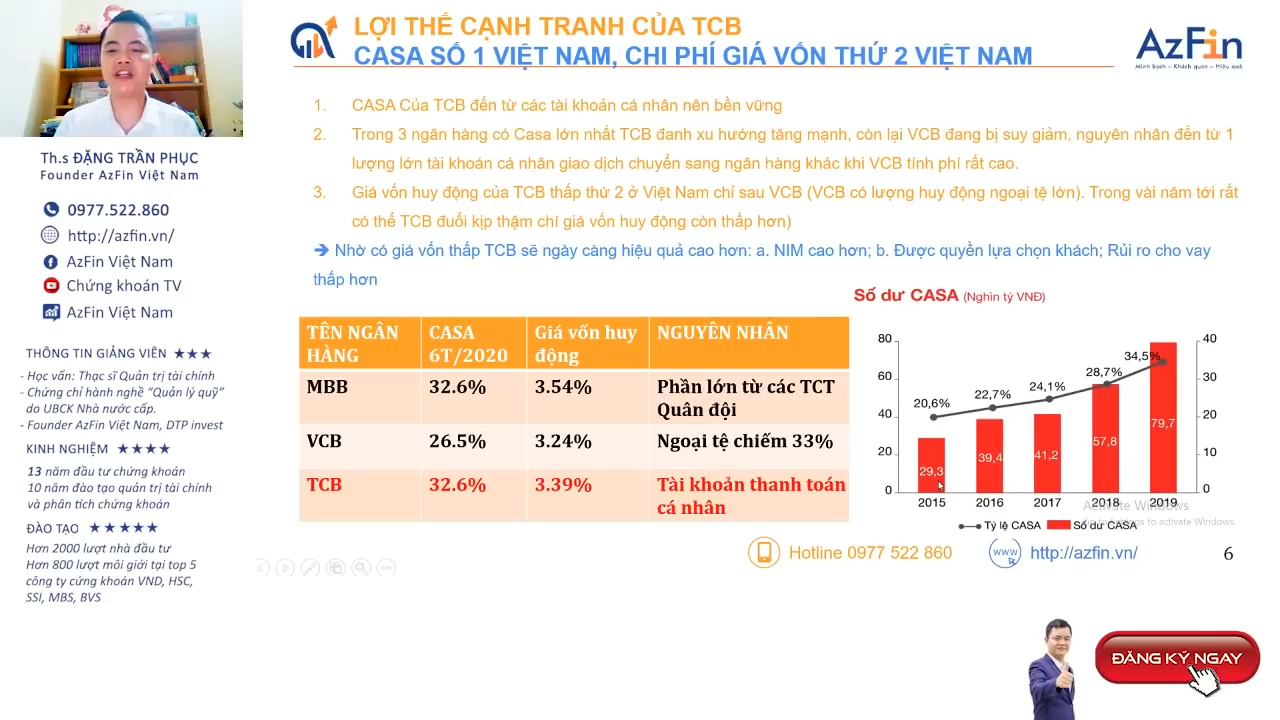 LỢI THẾ CẠNH TRANH CỦA TCB
CASA SỐ 1 VIỆT NAM, CHI PHÍ GIÁ VỐN THỨ 2 VIỆT NAM
AzFin
Minh bạch – Khách quan – Hiệu quả
Th.s ĐẶNG TRẦN PHỤC
Founder AzFin Việt Nam
0977.522.860
http://azfin.vn/
AzFin Việt Nam
Chứng khoán TV
AzFin Việt Nam
THÔNG TIN GIẢNG VIÊN ★★★
- Học vấn: Thạc sĩ Quản trị tài chính
- Chứng chỉ hành nghề “Quản lý quỹ”
do UBCK Nhà nước cấp.
- Founder AzFin Việt Nam, DTP invest
KINH NGHIỆM ★★★★
13 năm đầu tư chứng khoán
10 năm đào tạo quản trị tài chính
và phân tích chứng khoán
ĐÀO TẠO ★★★★★
Hơn 2000 lượt nhà đầu tư
Hơn 800 lượt môi giới tại top 5
công ty cứng khoán VND, HSC,
SSI, MBS, BVS
1. CASA Của TCB đến từ các tài khoản cá nhân nên bền vững
2. Trong 3 ngân hàng có Casa lớn nhất TCB đanh xu hướng tăng mạnh, còn lại VCB đang bị suy giảm, nguyên nhân đến từ 1
lượng lớn tài khoán cá nhân giao dịch chuyển sang ngân hàng khác khi VCB tính phí rất cao.
3. Giá vốn huy động của TCB thấp thứ 2 ở Việt Nam chỉ sau VCB (VCB có lượng huy động ngoại tệ lớn). Trong vài năm tới rất
có thể TCB đuổi kịp thậm chí giá vốn huy động còn thấp hơn)
➔ Nhờ có giá vốn thấp TCB sẽ ngày càng hiệu quả cao hơn: a. NIM cao hơn; b. Được quyền lựa chọn khách; Rủi ro cho vay
thấp hơn
TÊN NGÂN HÀNG CASA 6T/2020 Giá vốn huy động NGUYÊN NHÂN
MBB 32.6% 3.54% Phần lớn từ các TCT Quân đội
VCB 26.5% 3.24% Ngoại tệ chiếm 33%
TCB 32.6% 3.39% Tài khoản thanh toán cá nhân
Số dư CASA (Nghìn tỷ VNĐ)
80 60 40 20 0
40 30 20 10 0
20,6% 22,7% 24,1% 28,7% 34,5%
29,3 39,4 41,2 57,8 79,7
2015 2016 2017 2018 2019
Tỷ lệ CASA Số dư CASA
Activate Windows
Go to Settings to activate Windows.
Hotline 0977 522 860
www
http://azfin.vn/
6
ĐĂNG KÝ NGAY